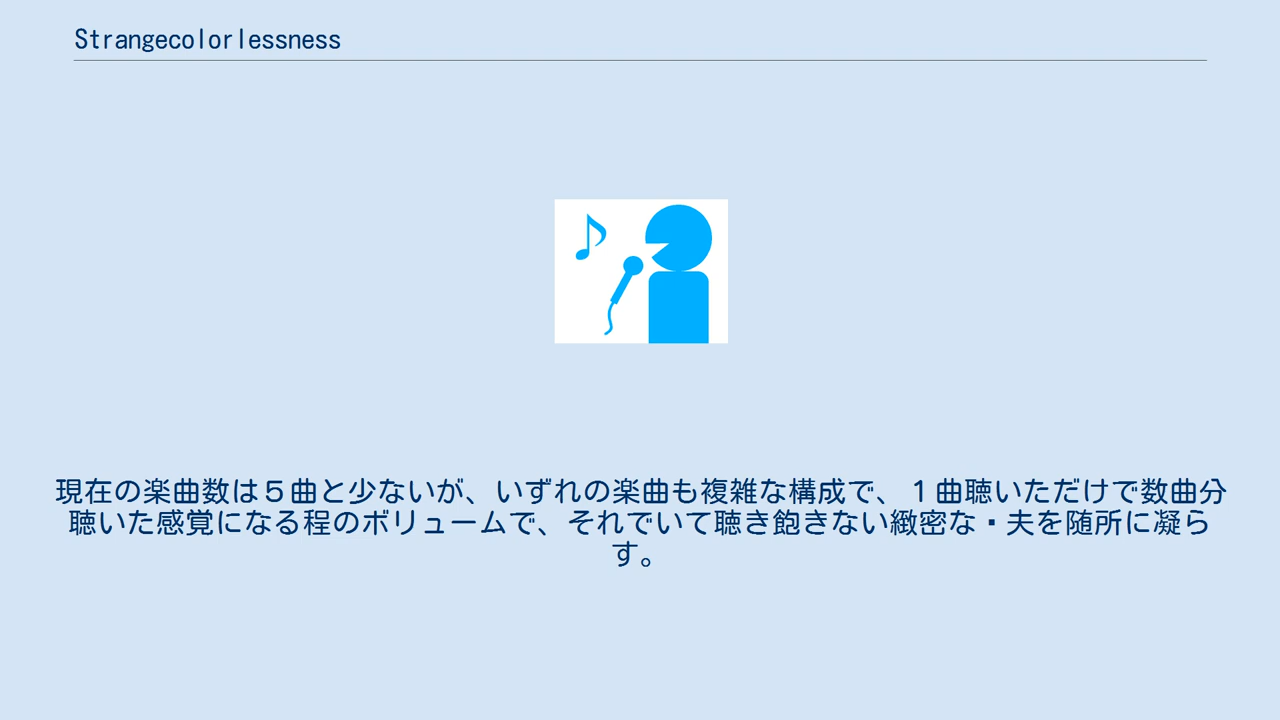 Strangecolorlessness
現在の楽曲数は５曲と少ないが、いずれの楽曲も複雑な構成で、１曲聴いただけで数曲分
聴いた感覚になる程のボリュームで、それでいて聴き飽きない緻密な▪夫を随所に凝ら
す。